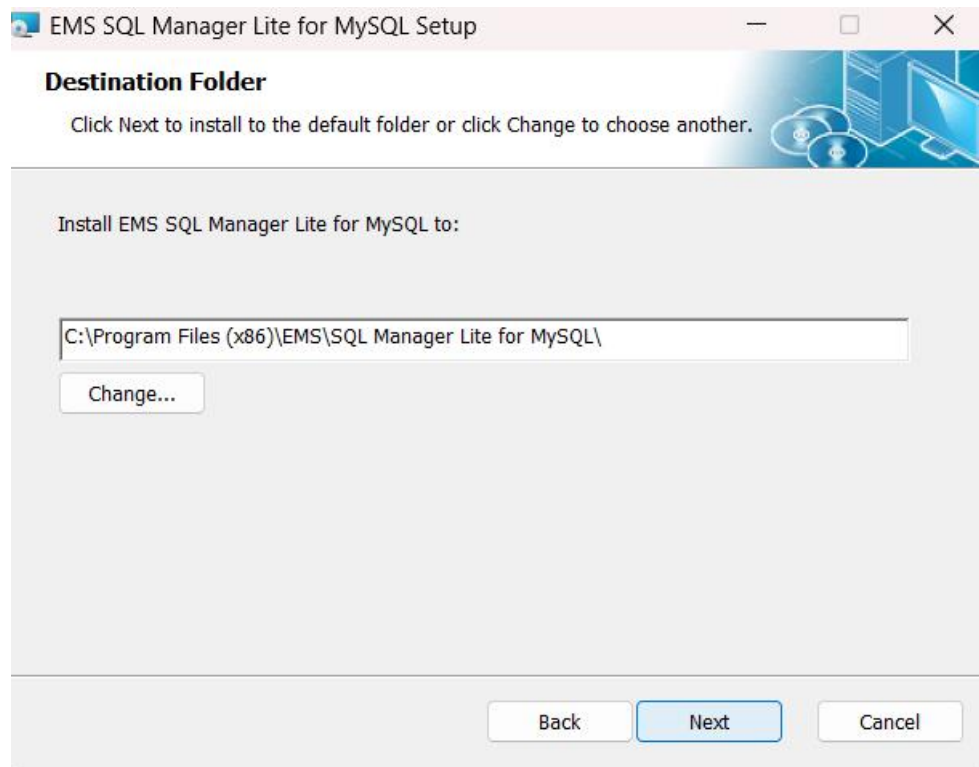 EMS SQL Manager Lite for MySQL Setup
Destination Folder
Click Next to install to the default folder or click Change to choose another.
Install EMS SQL Manager Lite for MySQL to:
C:\Program Files (x86)\EMS\SQL Manager Lite for MySQL\
Change...
Back Next Cancel